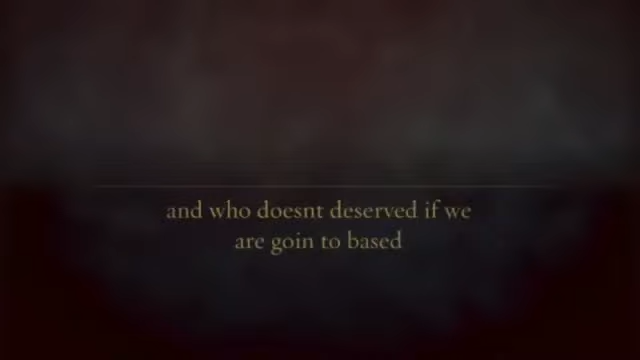 and who doesnt deserved if we
are goin to based